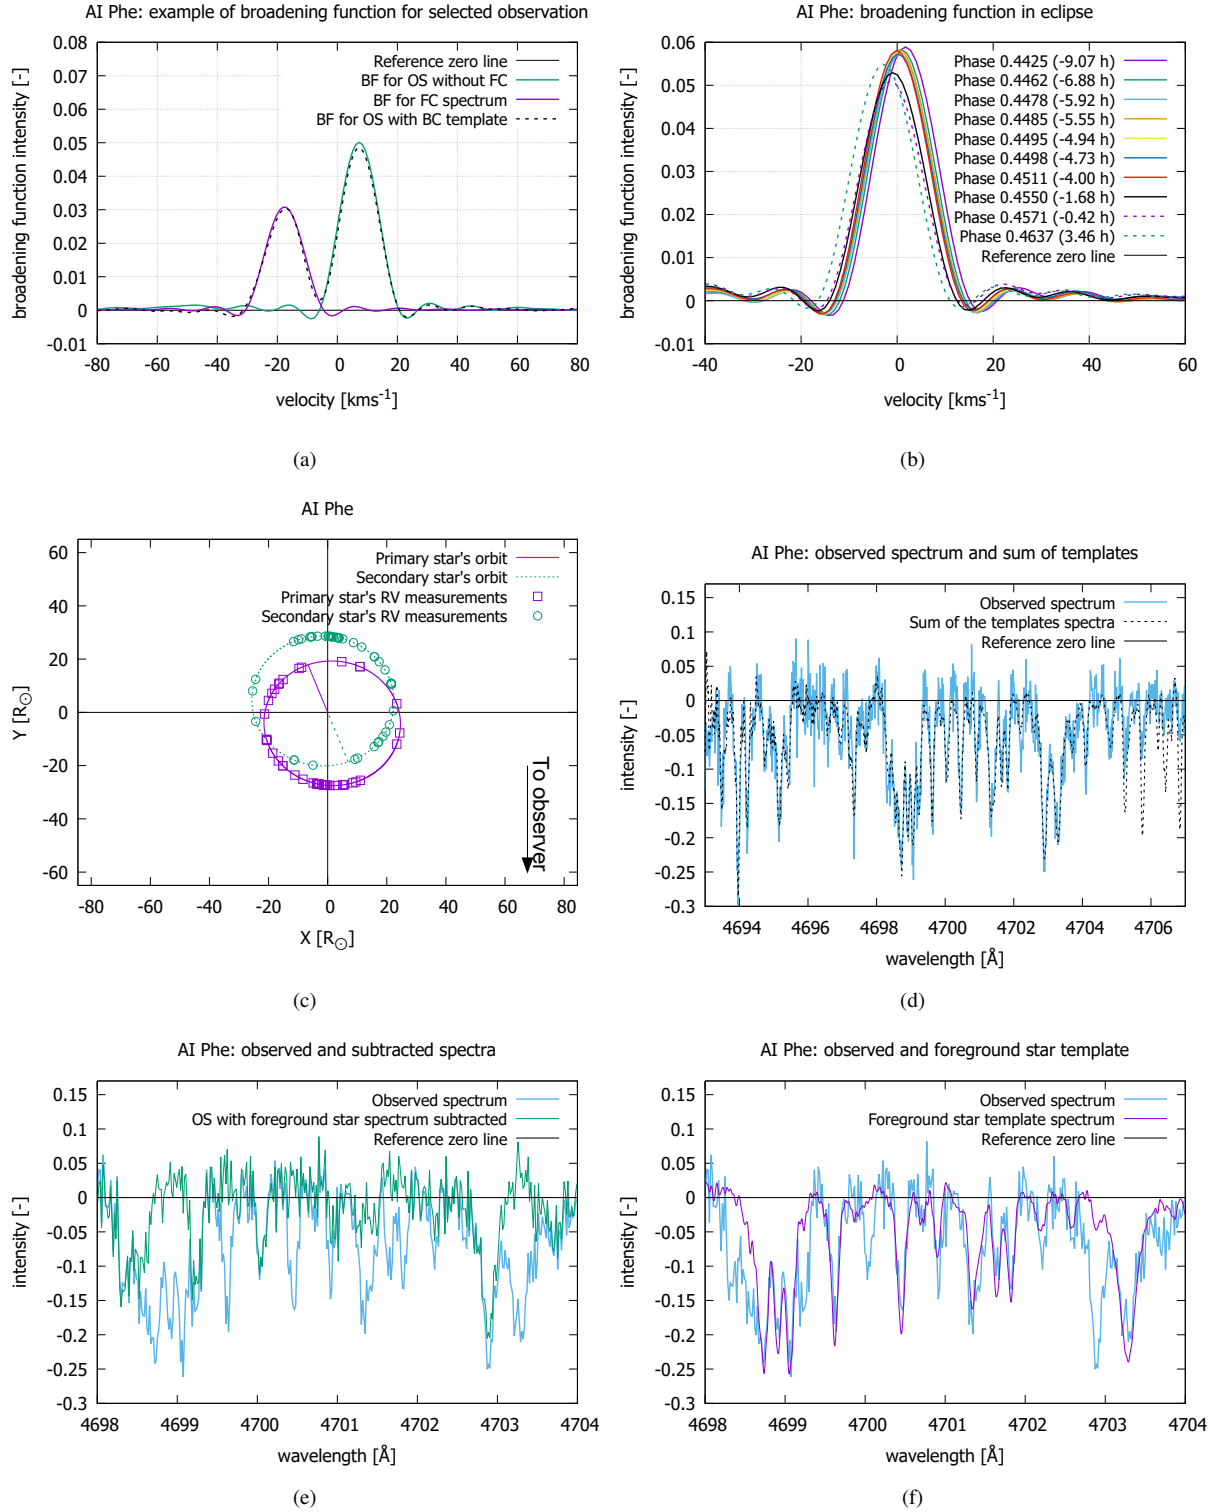 AI Phe: example of broadening function for selected observation
0.08
0.07
0.06
0.05
0.04
0.03
0.02
0.01
0
-0.01
broadening function intensity [-]
Reference zero line
BF for OS without FC
BF for FC spectrum
BF for OS with BC template
-80 -60 -40 -20 0 20 40 60 80
velocity [kms-1]
(a)
AI Phe: broadening function in eclipse
0.06
0.05
0.04
0.03
0.02
0.01
0
-0.01
broadening function intensity [-]
Phase 0.4425 (-9.07 h)
Phase 0.4462 (-6.88 h)
Phase 0.4478 (-5.92 h)
Phase 0.4485 (-5.55 h)
Phase 0.4495 (-4.94 h)
Phase 0.4498 (-4.73 h)
Phase 0.4511 (-4.00 h)
Phase 0.4550 (-1.68 h)
Phase 0.4571 (-0.42 h)
Phase 0.4637 (3.46 h)
Reference zero line
-40 -20 0 20 40 60
velocity [kms-1]
(b)
AI Phe
60
40
20
0
-20
-40
-60
Y [R☉]
Primary star's orbit
Secondary star's orbit
Primary star's RV measurements
Secondary star's RV measurements
To observer
-80 -60 -40 -20 0 20 40 60 80
X [R☉]
(c)
AI Phe: observed spectrum and sum of templates
0.15
0.1
0.05
0
-0.05
-0.1
-0.15
-0.2
-0.25
-0.3
intensity [-]
Observed spectrum
Sum of the templates spectra
Reference zero line
4694 4696 4698 4700 4702 4704 4706
wavelength [Å]
(d)
AI Phe: observed and subtracted spectra
0.15
0.1
0.05
0
-0.05
-0.1
-0.15
-0.2
-0.25
-0.3
intensity [-]
Observed spectrum
OS with foreground star spectrum subtracted
Reference zero line
4698 4699 4700 4701 4702 4703 4704
wavelength [Å]
(e)
AI Phe: observed and foreground star template
0.15
0.1
0.05
0
-0.05
-0.1
-0.15
-0.2
-0.25
-0.3
intensity [-]
Observed spectrum
Foreground star template spectrum
Reference zero line
4698 4699 4700 4701 4702 4703 4704
wavelength [Å]
(f)